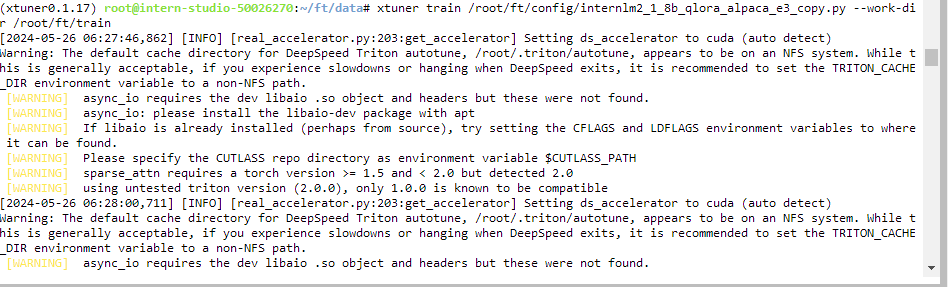 (xtuner0.1.17) root@intern-studio-50026270:~/ft/data# xtuner train /root/ft/config/internlm2_1_8b_qlora_alpaca_e3_copy.py --work-di
r /root/ft/train
[2024-05-26 06:27:46,862] [INFO] [real_accelerator.py:203:get_accelerator] Setting ds_accelerator to cuda (auto detect)
Warning: The default cache directory for DeepSpeed Triton autotune, /root/.triton/autotune, appears to be on an NFS system. While t
his is generally acceptable, if you experience slowdowns or hanging when DeepSpeed exits, it is recommended to set the TRITON_CACHE
_DIR environment variable to a non-NFS path.
[WARNING] async_io requires the dev libaio .so object and headers but these were not found.
[WARNING] async_io: please install the libaio-dev package with apt
[WARNING] If libaio is already installed (perhaps from source), try setting the CFLAGS and LDFLAGS environment variables to where
it can be found.
[WARNING] Please specify the CUTLASS repo directory as environment variable $CUTLASS_PATH
[WARNING] sparse_attn requires a torch version >= 1.5 and < 2.0 but detected 2.0
[WARNING] using untested triton version (2.0.0), only 1.0.0 is known to be compatible
[2024-05-26 06:28:00,711] [INFO] [real_accelerator.py:203:get_accelerator] Setting ds_accelerator to cuda (auto detect)
Warning: The default cache directory for DeepSpeed Triton autotune, /root/.triton/autotune, appears to be on an NFS system. While t
his is generally acceptable, if you experience slowdowns or hanging when DeepSpeed exits, it is recommended to set the TRITON_CACHE
_DIR environment variable to a non-NFS path.
[WARNING] async_io requires the dev libaio .so object and headers but these were not found.